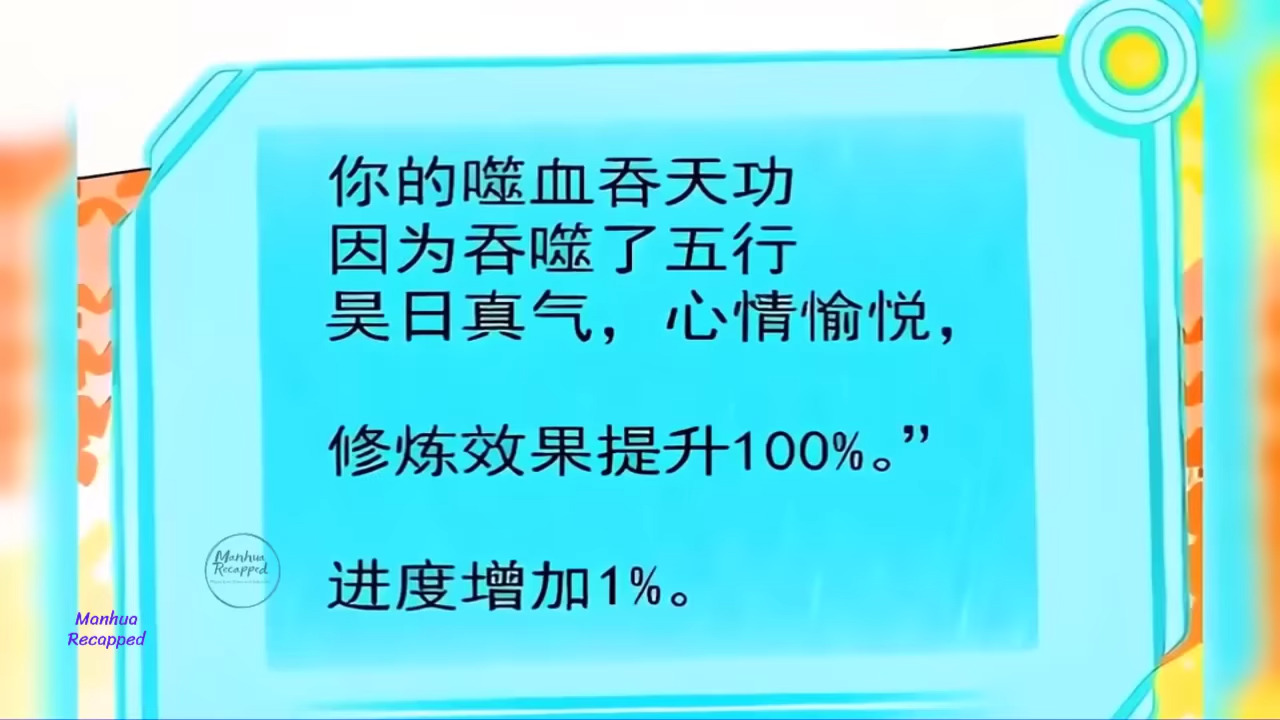 你的噬血吞天功
因为吞噬了五行
昊日真气，心情愉悦，
修炼效果提升100%。”
进度增加1%。
Manhua
Recapped
Manhua
Recapped